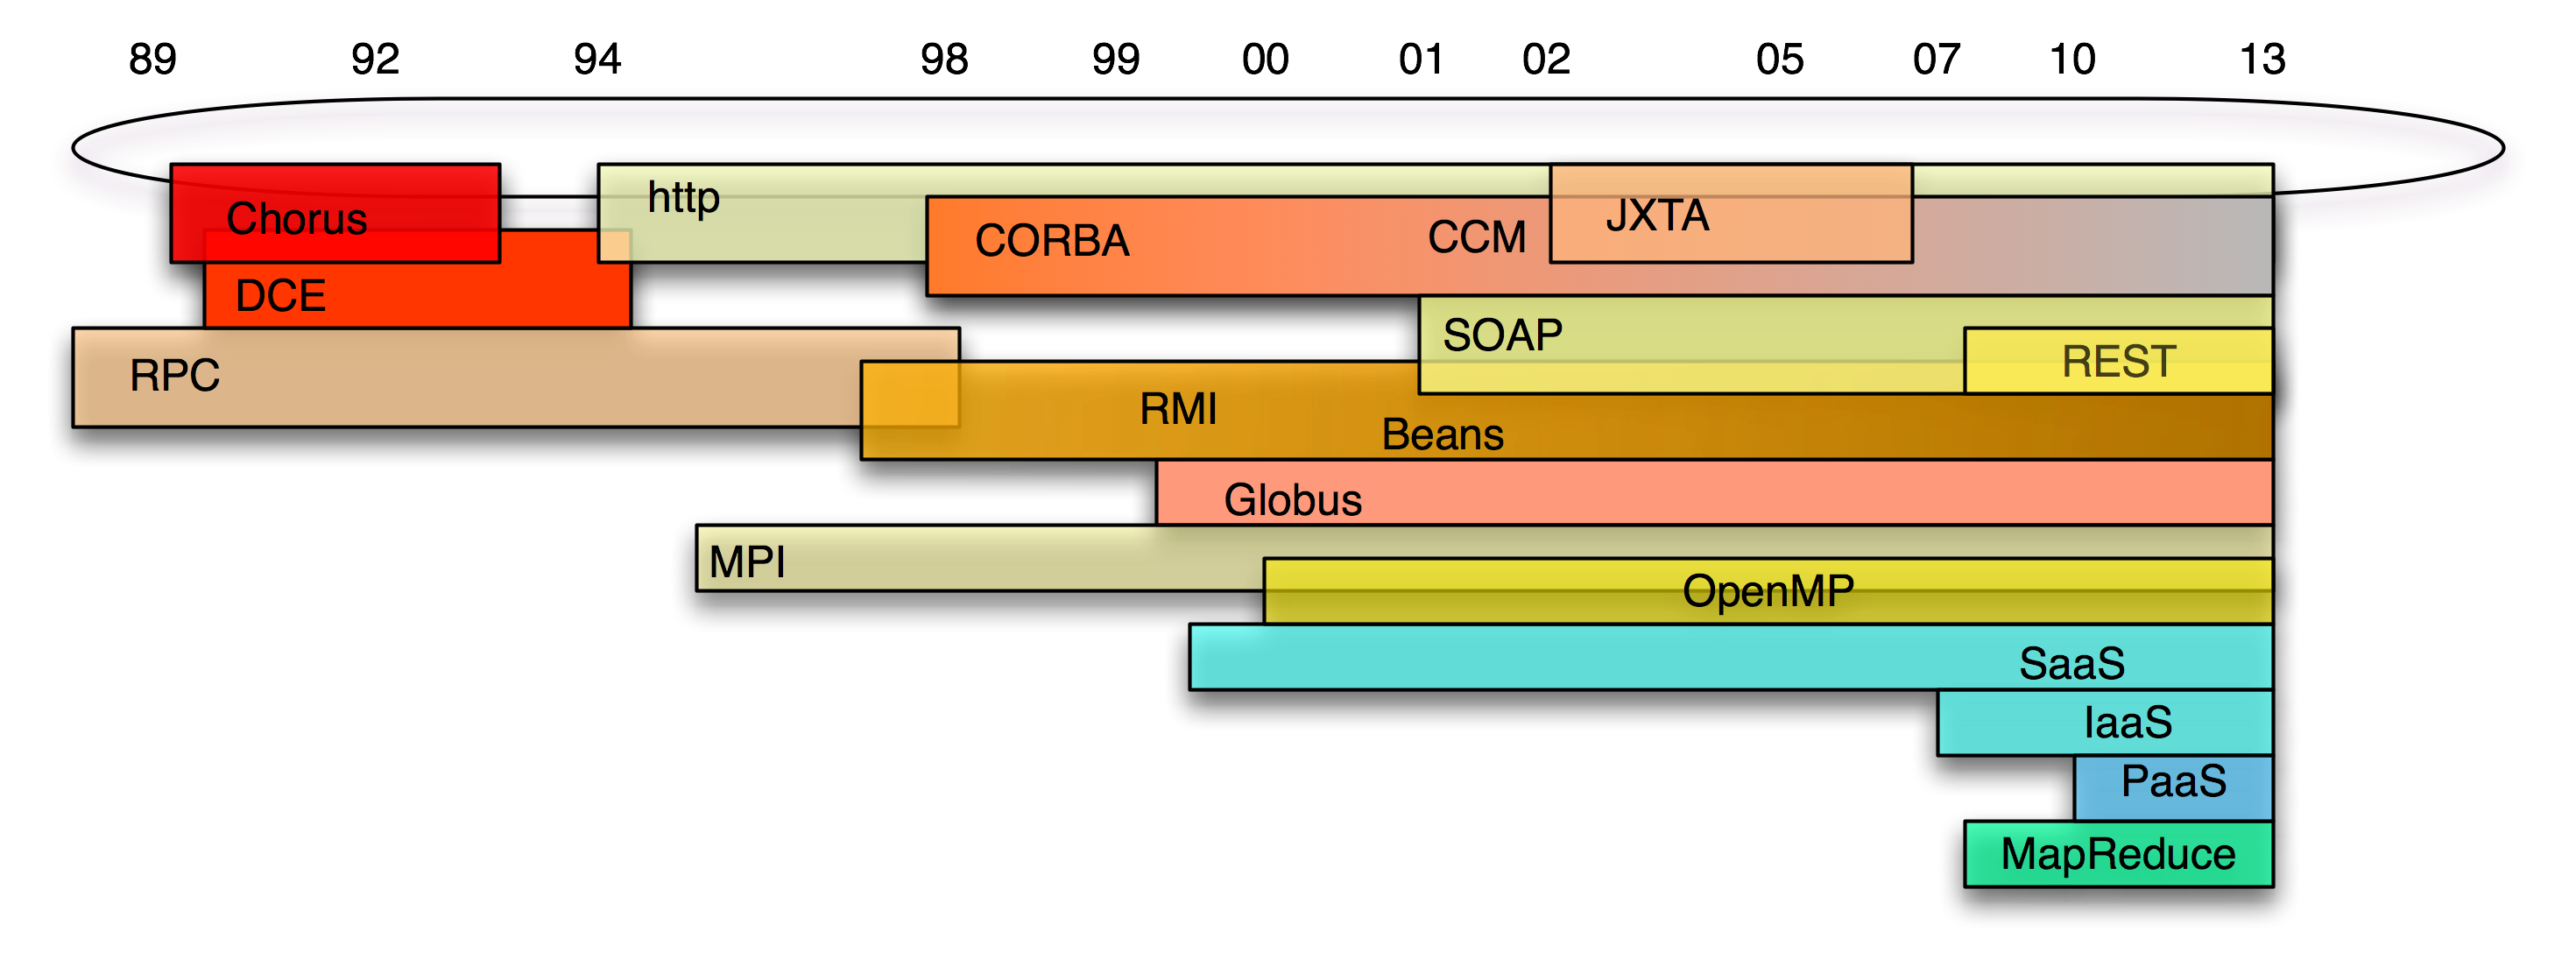 89 92 94 98 99 00 01 02 05 07 10 13
http
Chorus
CORBA CCM JXTA
DCE
SOAP
REST
RPC
RMI
Beans
Globus
MPI
OpenMP
SaaS
IaaS
PaaS
MapReduce